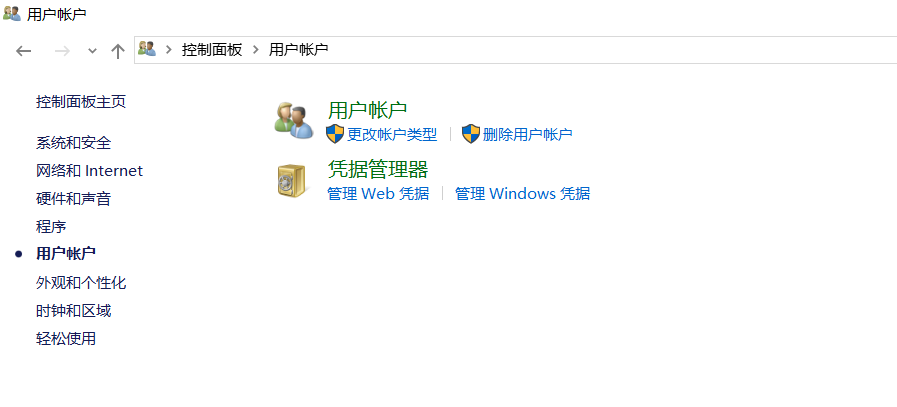 用户帐户
控制面板 用户帐户
控制面板主页
系统和安全
网络和 Internet
硬件和声音
程序
用户帐户
外观和个性化
时钟和区域
轻松使用
用户帐户
更改帐户类型 删除用户帐户
凭据管理器
管理 Web 凭据 管理 Windows 凭据